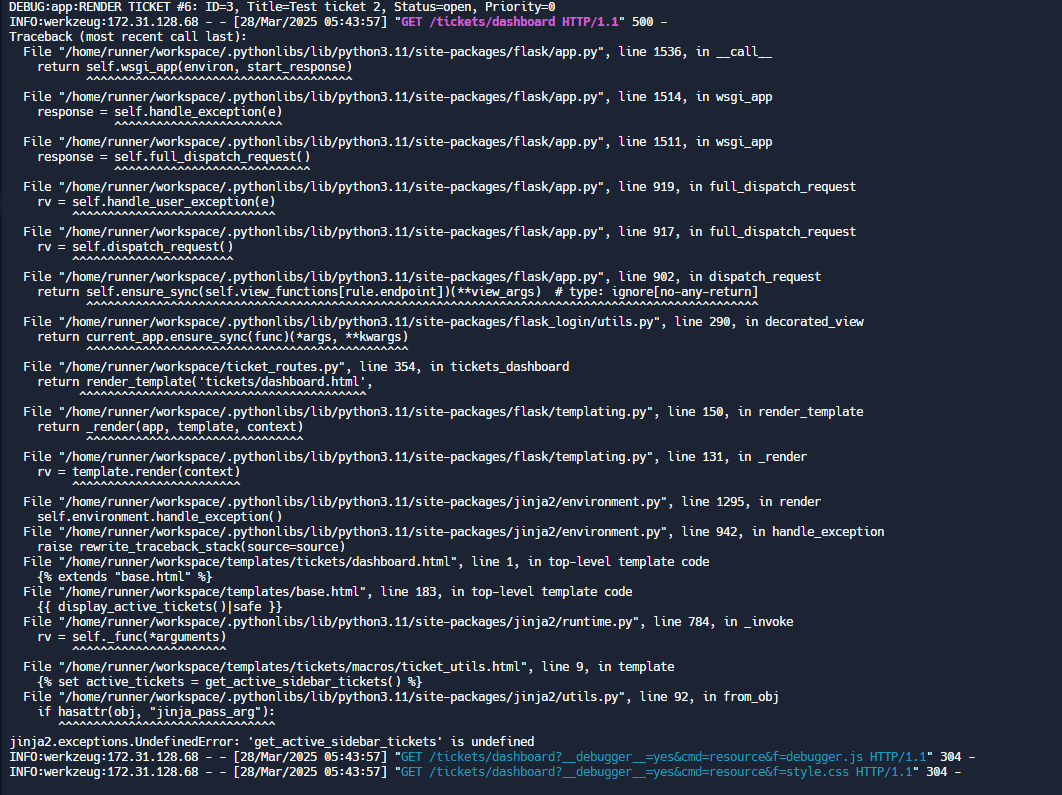 DEBUG:app:RENDER TICKET #6: ID=3, Title=Test ticket 2, Status=open, Priority=0
INFO:werkzeug:172.31.128.68 - - [28/Mar/2025 05:43:57] "GET /tickets/dashboard HTTP/1.1" 500 -
Traceback (most recent call last):
  File "/home/runner/workspace/.pythonlibs/lib/python3.11/site-packages/flask/app.py", line 1536, in __call__
    return self.wsgi_app(environ, start_response)
           ^^^^^^^^^^^^^^^^^^^^^^^^^^^^^^^^^^^^^^
  File "/home/runner/workspace/.pythonlibs/lib/python3.11/site-packages/flask/app.py", line 1514, in wsgi_app
    response = self.handle_exception(e)
               ^^^^^^^^^^^^^^^^^^^^^^^^
  File "/home/runner/workspace/.pythonlibs/lib/python3.11/site-packages/flask/app.py", line 1511, in wsgi_app
    response = self.full_dispatch_request()
               ^^^^^^^^^^^^^^^^^^^^^^^^^^^^
  File "/home/runner/workspace/.pythonlibs/lib/python3.11/site-packages/flask/app.py", line 919, in full_dispatch_request
    rv = self.handle_user_exception(e)
         ^^^^^^^^^^^^^^^^^^^^^^^^^^^^^
  File "/home/runner/workspace/.pythonlibs/lib/python3.11/site-packages/flask/app.py", line 917, in full_dispatch_request
    rv = self.dispatch_request()
         ^^^^^^^^^^^^^^^^^^^^^^^
  File "/home/runner/workspace/.pythonlibs/lib/python3.11/site-packages/flask/app.py", line 902, in dispatch_request
    return self.ensure_sync(self.view_functions[rule.endpoint])(**view_args)  # type: ignore[no-any-return]
           ^^^^^^^^^^^^^^^^^^^^^^^^^^^^^^^^^^^^^^^^^^^^^^^^^^^^^^^^^^^^^^^^^^^^^^^^^^^^^^^^^^^^^^^^^^^^^^^^
  File "/home/runner/workspace/.pythonlibs/lib/python3.11/site-packages/flask_login/utils.py", line 290, in decorated_view
    return current_app.ensure_sync(func)(*args, **kwargs)
           ^^^^^^^^^^^^^^^^^^^^^^^^^^^^^^^^^^^^^^^^^^^^^^
  File "/home/runner/workspace/ticket_routes.py", line 354, in tickets_dashboard
    return render_template('tickets/dashboard.html',
          ^^^^^^^^^^^^^^^^^^^^^^^^^^^^^^^^^^^^^^^^^
  File "/home/runner/workspace/.pythonlibs/lib/python3.11/site-packages/flask/templating.py", line 150, in render_template
    return _render(app, template, context)
           ^^^^^^^^^^^^^^^^^^^^^^^^^^^^^^^
  File "/home/runner/workspace/.pythonlibs/lib/python3.11/site-packages/flask/templating.py", line 131, in _render
    rv = template.render(context)
         ^^^^^^^^^^^^^^^^^^^^^^^^
  File "/home/runner/workspace/.pythonlibs/lib/python3.11/site-packages/jinja2/environment.py", line 1295, in render
    self.environment.handle_exception()
  File "/home/runner/workspace/.pythonlibs/lib/python3.11/site-packages/jinja2/environment.py", line 942, in handle_exception
    raise rewrite_traceback_stack(source=source)
  File "/home/runner/workspace/templates/tickets/dashboard.html", line 1, in top-level template code
    {% extends "base.html" %}
  File "/home/runner/workspace/templates/base.html", line 183, in top-level template code
    {{ display_active_tickets()|safe }}
  File "/home/runner/workspace/.pythonlibs/lib/python3.11/site-packages/jinja2/runtime.py", line 784, in _invoke
    rv = self._func(*arguments)
         ^^^^^^^^^^^^^^^^^^^^^^
  File "/home/runner/workspace/templates/tickets/macros/ticket_utils.html", line 9, in template
    {% set active_tickets = get_active_sidebar_tickets() %}
  File "/home/runner/workspace/.pythonlibs/lib/python3.11/site-packages/jinja2/utils.py", line 92, in from_obj
    if hasattr(obj, "jinja_pass_arg"):
       ^^^^^^^^^^^^^^^^^^^^^^^^^^^^^^^
jinja2.exceptions.UndefinedError: 'get_active_sidebar_tickets' is undefined
INFO:werkzeug:172.31.128.68 - - [28/Mar/2025 05:43:57] "GET /tickets/dashboard?__debugger__=yes&cmd=resource&f=debugger.js HTTP/1.1" 304 -
INFO:werkzeug:172.31.128.68 - - [28/Mar/2025 05:43:57] "GET /tickets/dashboard?__debugger__=yes&cmd=resource&f=style.css HTTP/1.1" 304 -